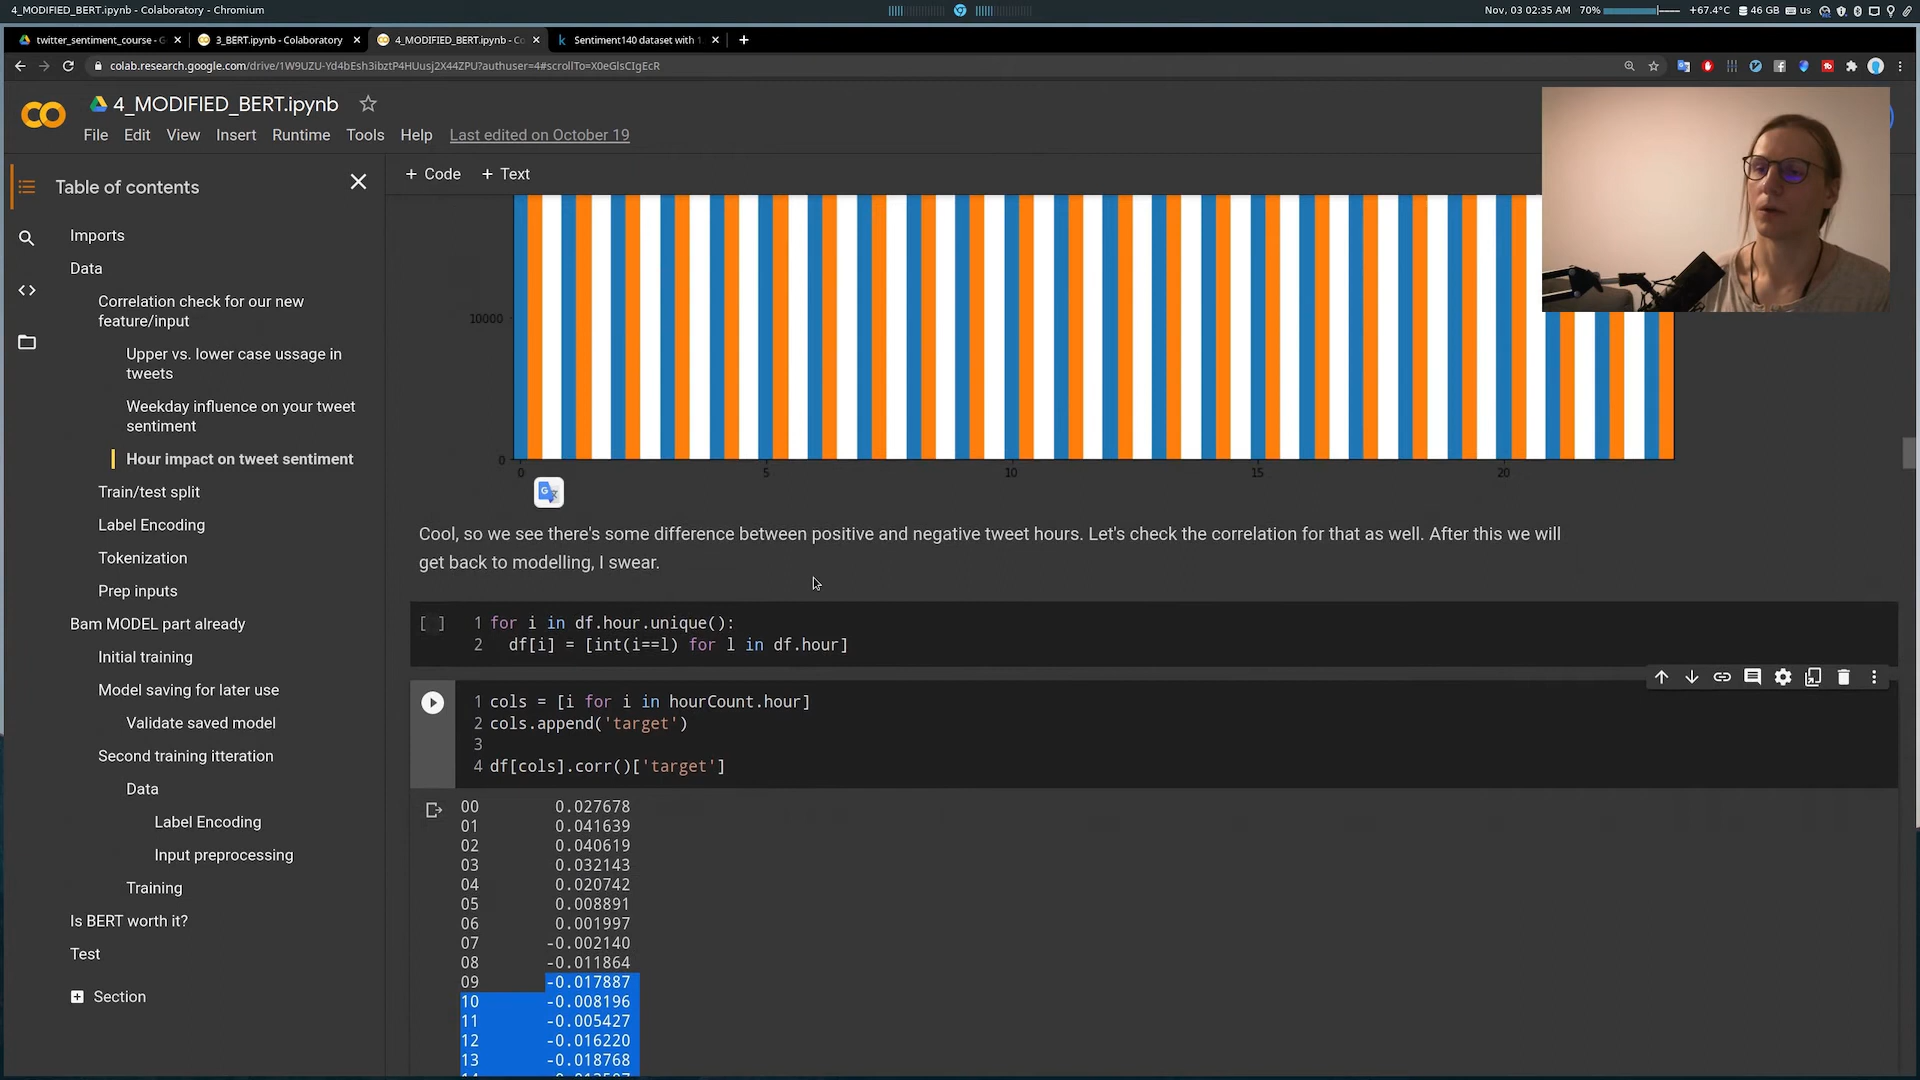 4_MODIFIED_BERT.ipynb - Colaboratory - Chromium
Nov, 03 02:35 AM 70% +67.4°C 46 GB us
twitter_sentiment_course - G
3_BERT.ipynb - Colaboratory
4_MODIFIED_BERT.ipynb - Co
Sentiment140 dataset with 1
colab.research.google.com/drive/1W9UZU-Yd4bEsh3ibztP4HUusj2X44ZPU?authuser=4#scrollTo=X0eGlsCIgEcR
4_MODIFIED_BERT.ipynb
File Edit View Insert Runtime Tools Help Last edited on October 19
Table of contents
+ Code + Text
Imports
Data
Correlation check for our new
feature/input
Upper vs. lower case ussage in
tweets
Weekday influence on your tweet
sentiment
Hour impact on tweet sentiment
Train/test split
Label Encoding
Tokenization
Prep inputs
Bam MODEL part already
Initial training
Model saving for later use
Validate saved model
Second training itteration
Data
Label Encoding
Input preprocessing
Training
Is BERT worth it?
Test
Section
10000
0
0 5 10 15 20
Cool, so we see there's some difference between positive and negative tweet hours. Let's check the correlation for that as well. After this we will
get back to modelling, I swear.
[ ] 1 for i in df.hour.unique():
2 df[i] = [int(i==l) for l in df.hour]
1 cols = [i for i in hourCount.hour]
2 cols.append('target')
3
4 df[cols].corr()['target']
00 0.027678
01 0.041639
02 0.040619
03 0.032143
04 0.020742
05 0.008891
06 0.001997
07 -0.002140
08 -0.011864
09 -0.017887
10 -0.008196
11 -0.005427
12 -0.016220
13 -0.018768